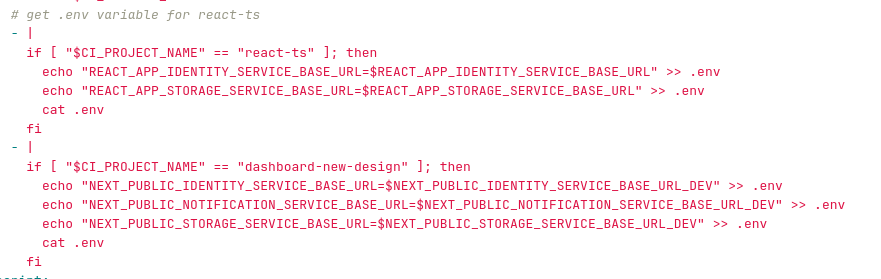 # get .env variable for react-ts
- |
if [ "$CI_PROJECT_NAME" == "react-ts" ]; then
echo "REACT_APP_IDENTITY_SERVICE_BASE_URL=$REACT_APP_IDENTITY_SERVICE_BASE_URL" >> .env
echo "REACT_APP_STORAGE_SERVICE_BASE_URL=$REACT_APP_STORAGE_SERVICE_BASE_URL" >> .env
cat .env
fi
- |
if [ "$CI_PROJECT_NAME" == "dashboard-new-design" ]; then
echo "NEXT_PUBLIC_IDENTITY_SERVICE_BASE_URL=$NEXT_PUBLIC_IDENTITY_SERVICE_BASE_URL_DEV" >> .env
echo "NEXT_PUBLIC_NOTIFICATION_SERVICE_BASE_URL=$NEXT_PUBLIC_NOTIFICATION_SERVICE_BASE_URL_DEV" >> .env
echo "NEXT_PUBLIC_STORAGE_SERVICE_BASE_URL=$NEXT_PUBLIC_STORAGE_SERVICE_BASE_URL_DEV" >> .env
cat .env
fi